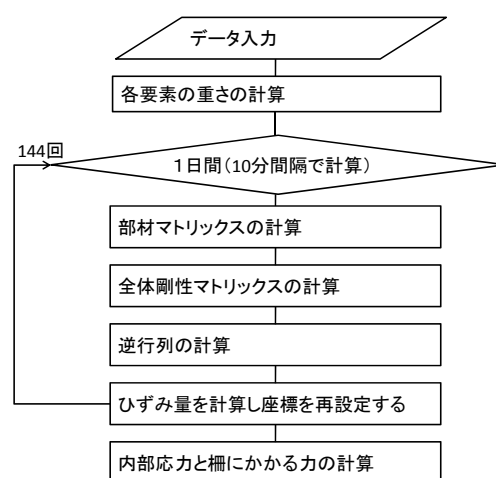 データ入力
各要素の重さの計算
144回
１日間(10分間隔で計算)
部材マトリックスの計算
全体剛性マトリックスの計算
逆行列の計算
ひずみ量を計算し座標を再設定する
内部応力と柵にかかる力の計算